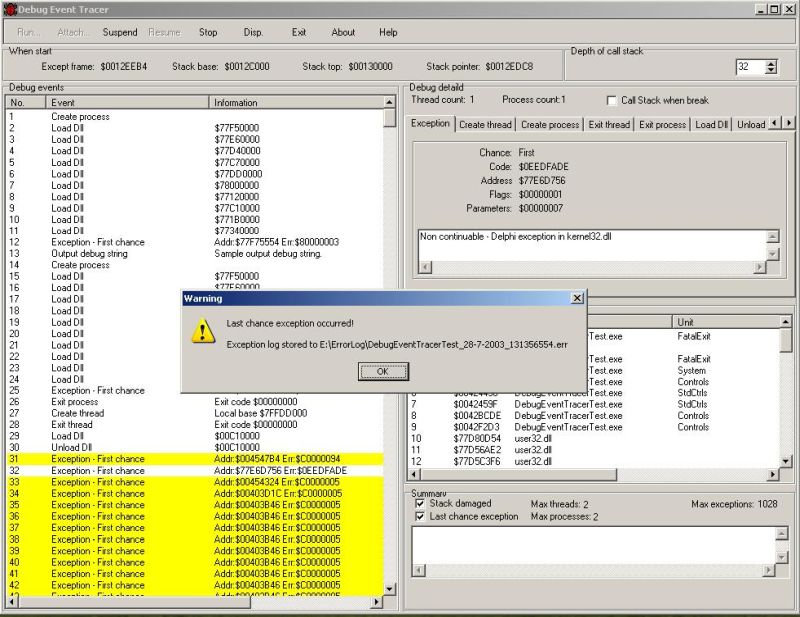 Debug Event Tracer
Run... Attach... Suspend Resume Stop Disp. Exit About Help
When start
Except frame: $0012EEB4 Stack base: $0012C000 Stack top: $00130000 Stack pointer: $0012EDC8
Depth of call stack
32
Debug events
No. Event Information
1 Create process
2 Load Dll $77F50000
3 Load Dll $77E60000
4 Load Dll $77D40000
5 Load Dll $77C70000
6 Load Dll $77DD0000
7 Load Dll $78000000
8 Load Dll $77120000
9 Load Dll $77C10000
10 Load Dll $771B0000
11 Load Dll $77340000
12 Exception - First chance Addr:$77F75554 Err:$80000003
13 Output debug string Sample output debug string.
14 Create process
15 Load Dll $77F50000
16 Load Dll $77E60000
17 Load Dll
18 Load Dll
19 Load Dll
20 Load Dll
21 Load Dll
22 Load Dll
23 Load Dll
24 Load Dll
25 Exception - First chance
26 Exit process Exit code $00000000
27 Create thread Local base $7FFDD000
28 Exit thread Exit code $00000000
29 Load Dll $00C10000
30 Unload Dll $00C10000
31 Exception - First chance Addr:$004547B4 Err:$C0000094
32 Exception - First chance Addr:$77E6D756 Err:$0EEDFADE
33 Exception - First chance Addr:$00454324 Err:$C0000005
34 Exception - First chance Addr:$00403D1C Err:$C0000005
35 Exception - First chance Addr:$00403B46 Err:$C0000005
36 Exception - First chance Addr:$00403B46 Err:$C0000005
37 Exception - First chance Addr:$00403B46 Err:$C0000005
38 Exception - First chance Addr:$00403B46 Err:$C0000005
39 Exception - First chance Addr:$00403B46 Err:$C0000005
40 Exception - First chance Addr:$00403B46 Err:$C0000005
41 Exception - First chance Addr:$00403B46 Err:$C0000005
42 Exception - First chance Addr:$00403B46 Err:$C0000005
Debug detaild
Thread count: 1 Process count:1 Call Stack when break
Exception Create thread Create process Exit thread Exit process Load Dll Unload
Chance: First
Code: $0EEDFADE
Address $77E6D756
Flags: $00000001
Parameters: $00000007
Non continuable - Delphi exception in kernel32.dll
Warning
Last chance exception occurred!
Exception log stored to E:\ErrorLog\DebugEventTracerTest_28-7-2003_131356554.err
OK
Unit
Test.exe FatalExit
Test.exe FatalExit
Test.exe System
Test.exe Controls
DebugEventTracerTest.exe StdCtrls
7 $0042459F DebugEventTracerTest.exe StdCtrls
8 $0042BCDE DebugEventTracerTest.exe Controls
9 $0042F2D3 DebugEventTracerTest.exe Controls
10 $77D80D54 user32.dll
11 $77D56AE2 user32.dll
12 $77D5C3F6 user32.dll
Summary
Stack damaged Max threads: 2 Max exceptions: 1028
Last chance exception Max processes: 2